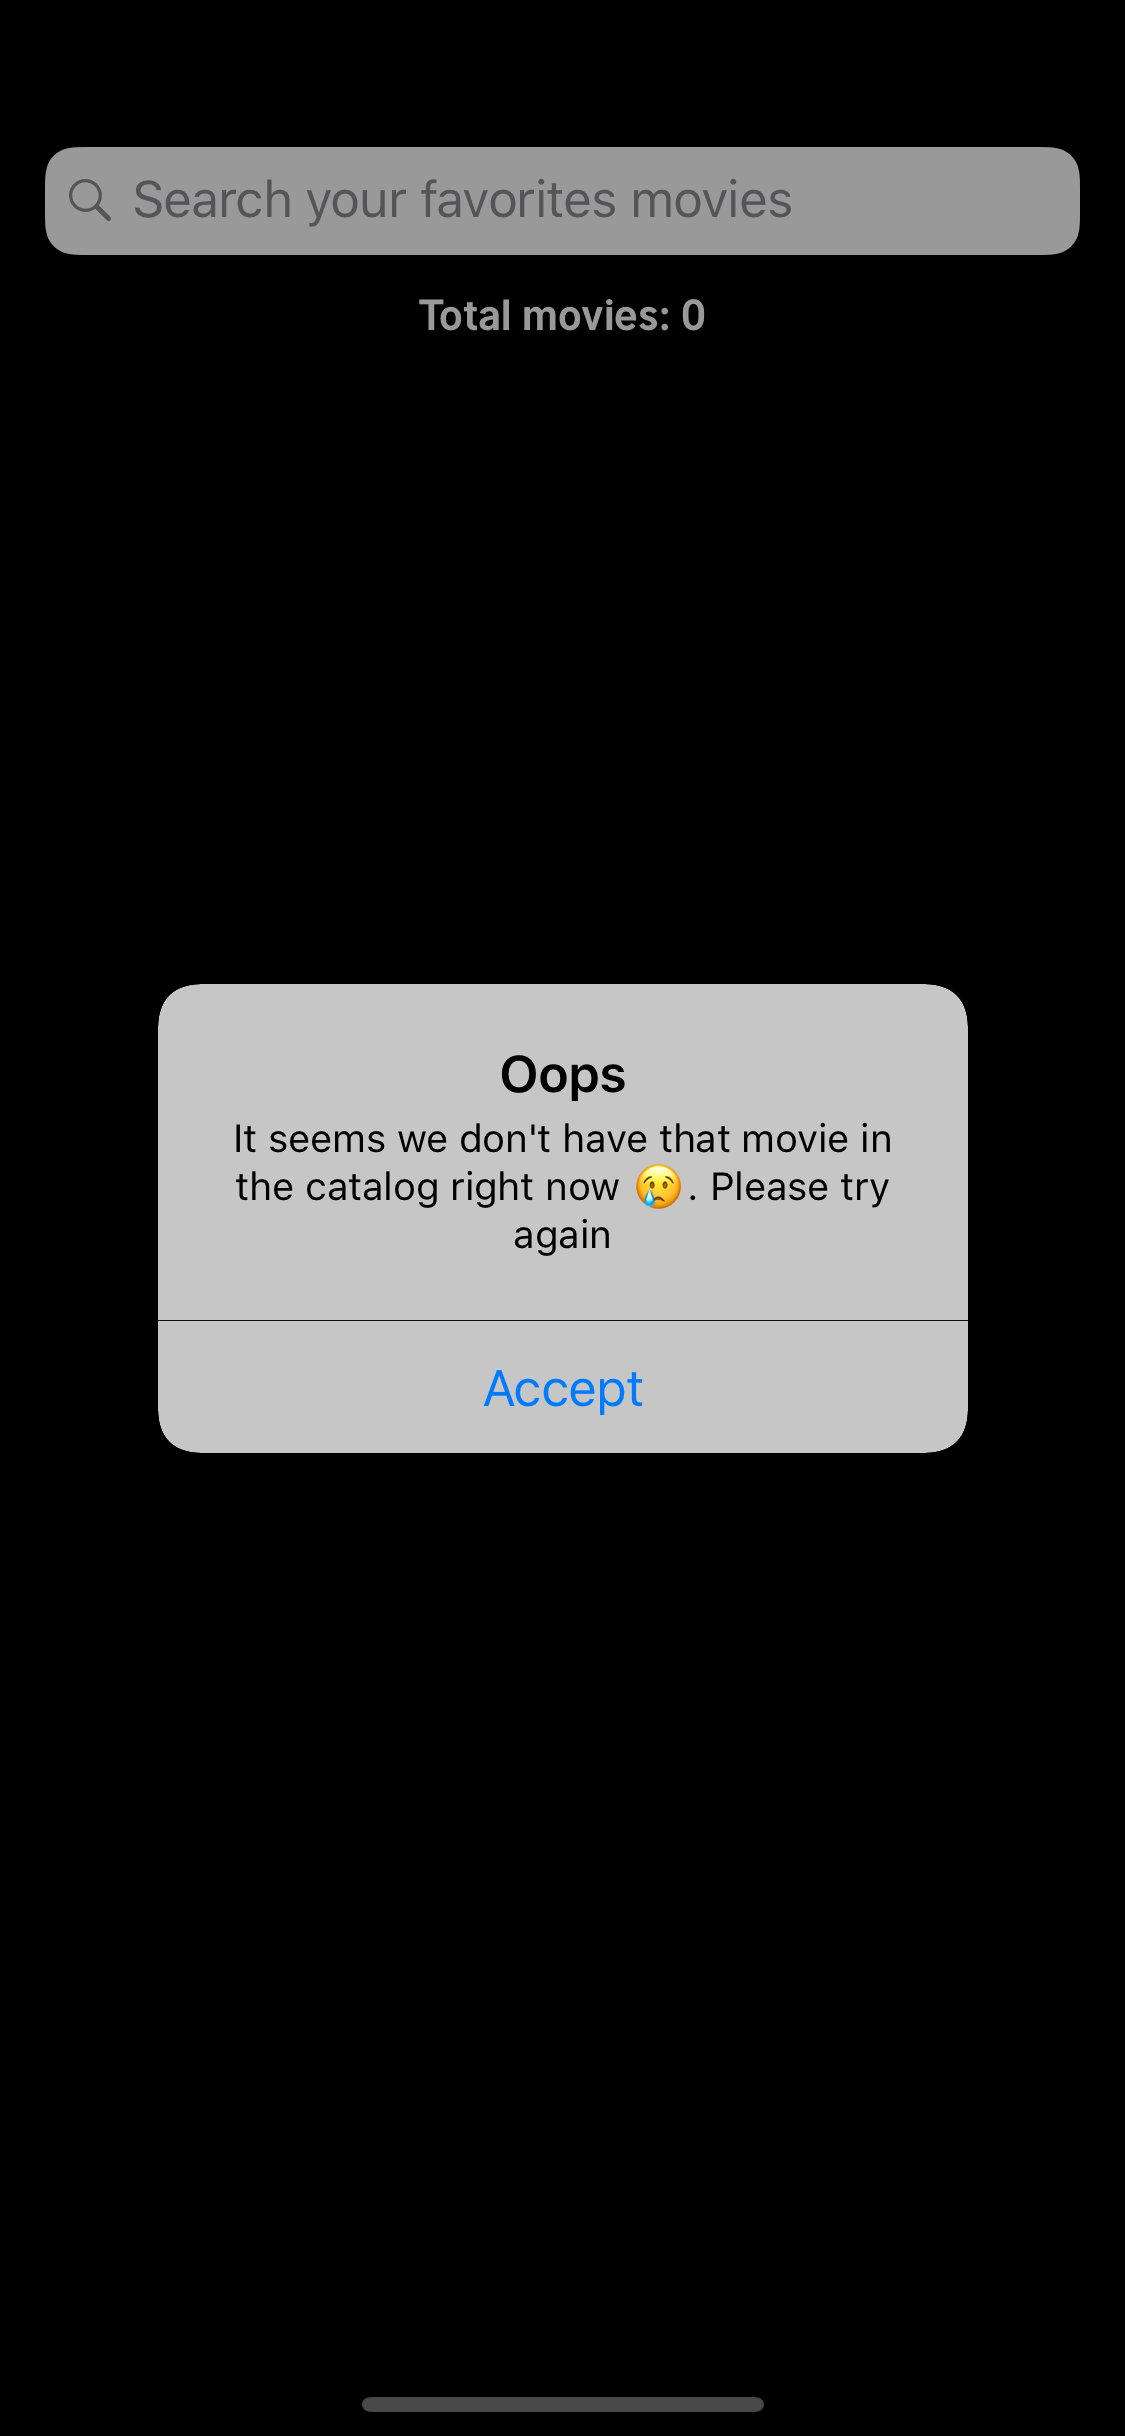 Search your favorites movies
Total movies: 0
Oops
It seems we don't have that movie in
the catalog right now 😢. Please try
again
Accept